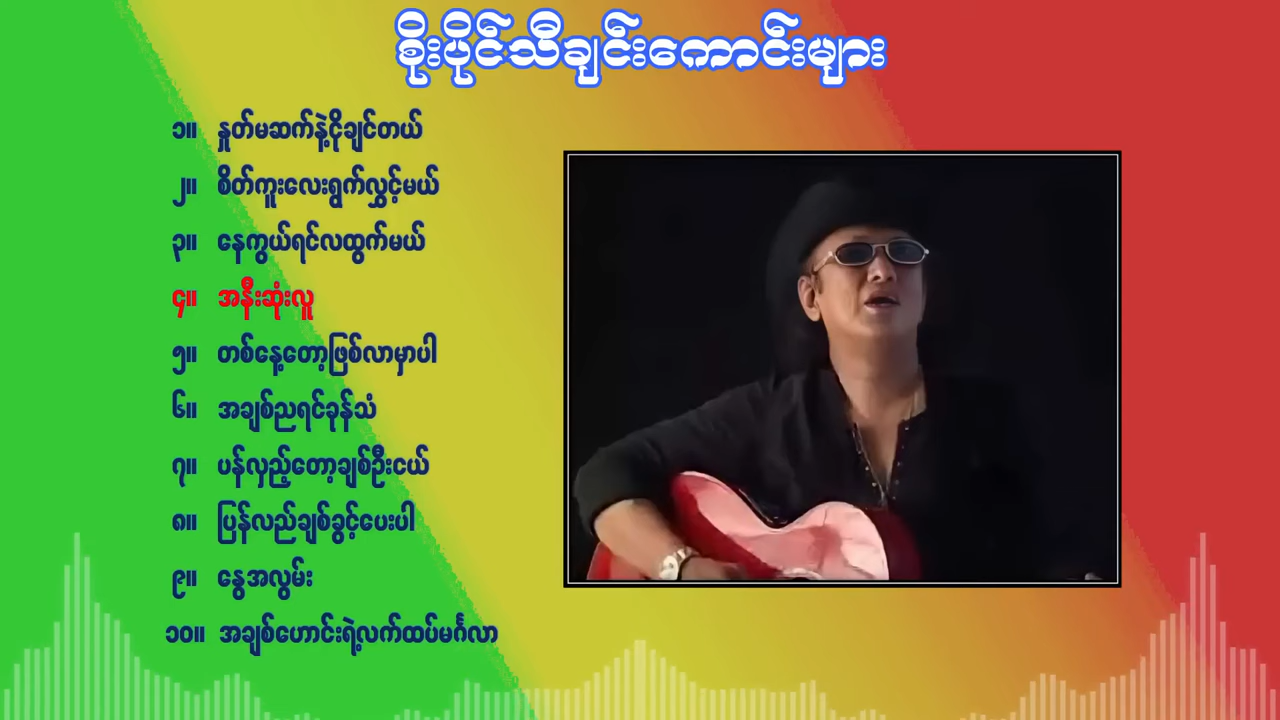 စိုးပိုင်သီချင်းကောင်းများ
၁။ နှုတ်မဆက်နဲ့ငိုချင်တယ်
၂။ စိတ်ကူးလေးရွက်လွှင့်မယ်
၃။ နေကွယ်ရင်လထွက်မယ်
၄။ အနီးဆုံးလူ
၅။ တစ်နေ့တော့ဖြစ်လာမှာပါ
၆။ အချစ်ညရင်ခုန်သံ
၇။ ပန်လှည့်တော့ချစ်ဦးငယ်
၈။ ပြန်လည်ချစ်ခွင့်ပေးပါ
၉။ နွေအလွမ်း
၁၀။ အချစ်ဟောင်းရဲ့လက်ထပ်မင်္ဂလာ